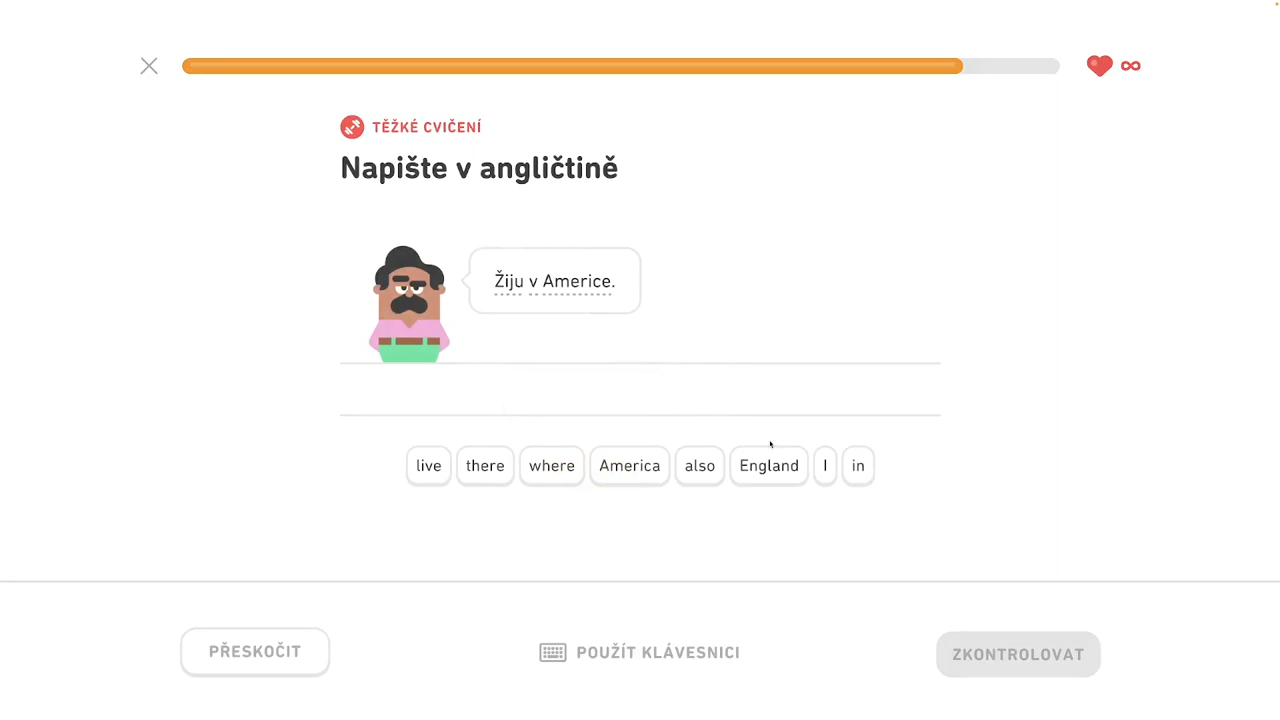 ∞
TĚŽKÉ CVIČENÍ
Napište v angličtině
Žiju v Americe.
live there where America also England I in
PŘESKOČIT POUŽÍT KLÁVESNICI ZKONTROLOVAT